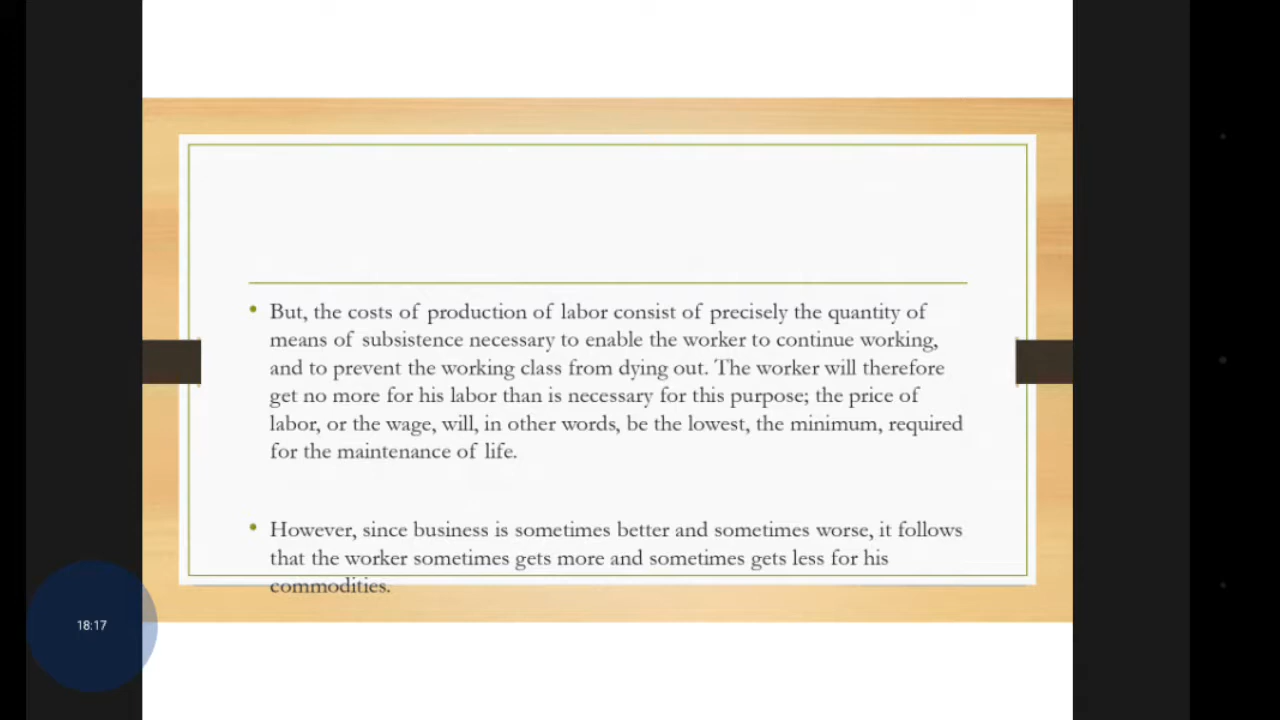 • But, the costs of production of labor consist of precisely the quantity of
means of subsistence necessary to enable the worker to continue working,
and to prevent the working class from dying out. The worker will therefore
get no more for his labor than is necessary for this purpose; the price of
labor, or the wage, will, in other words, be the lowest, the minimum, required
for the maintenance of life.
• However, since business is sometimes better and sometimes worse, it follows
that the worker sometimes gets more and sometimes gets less for his
commodities.
18:17